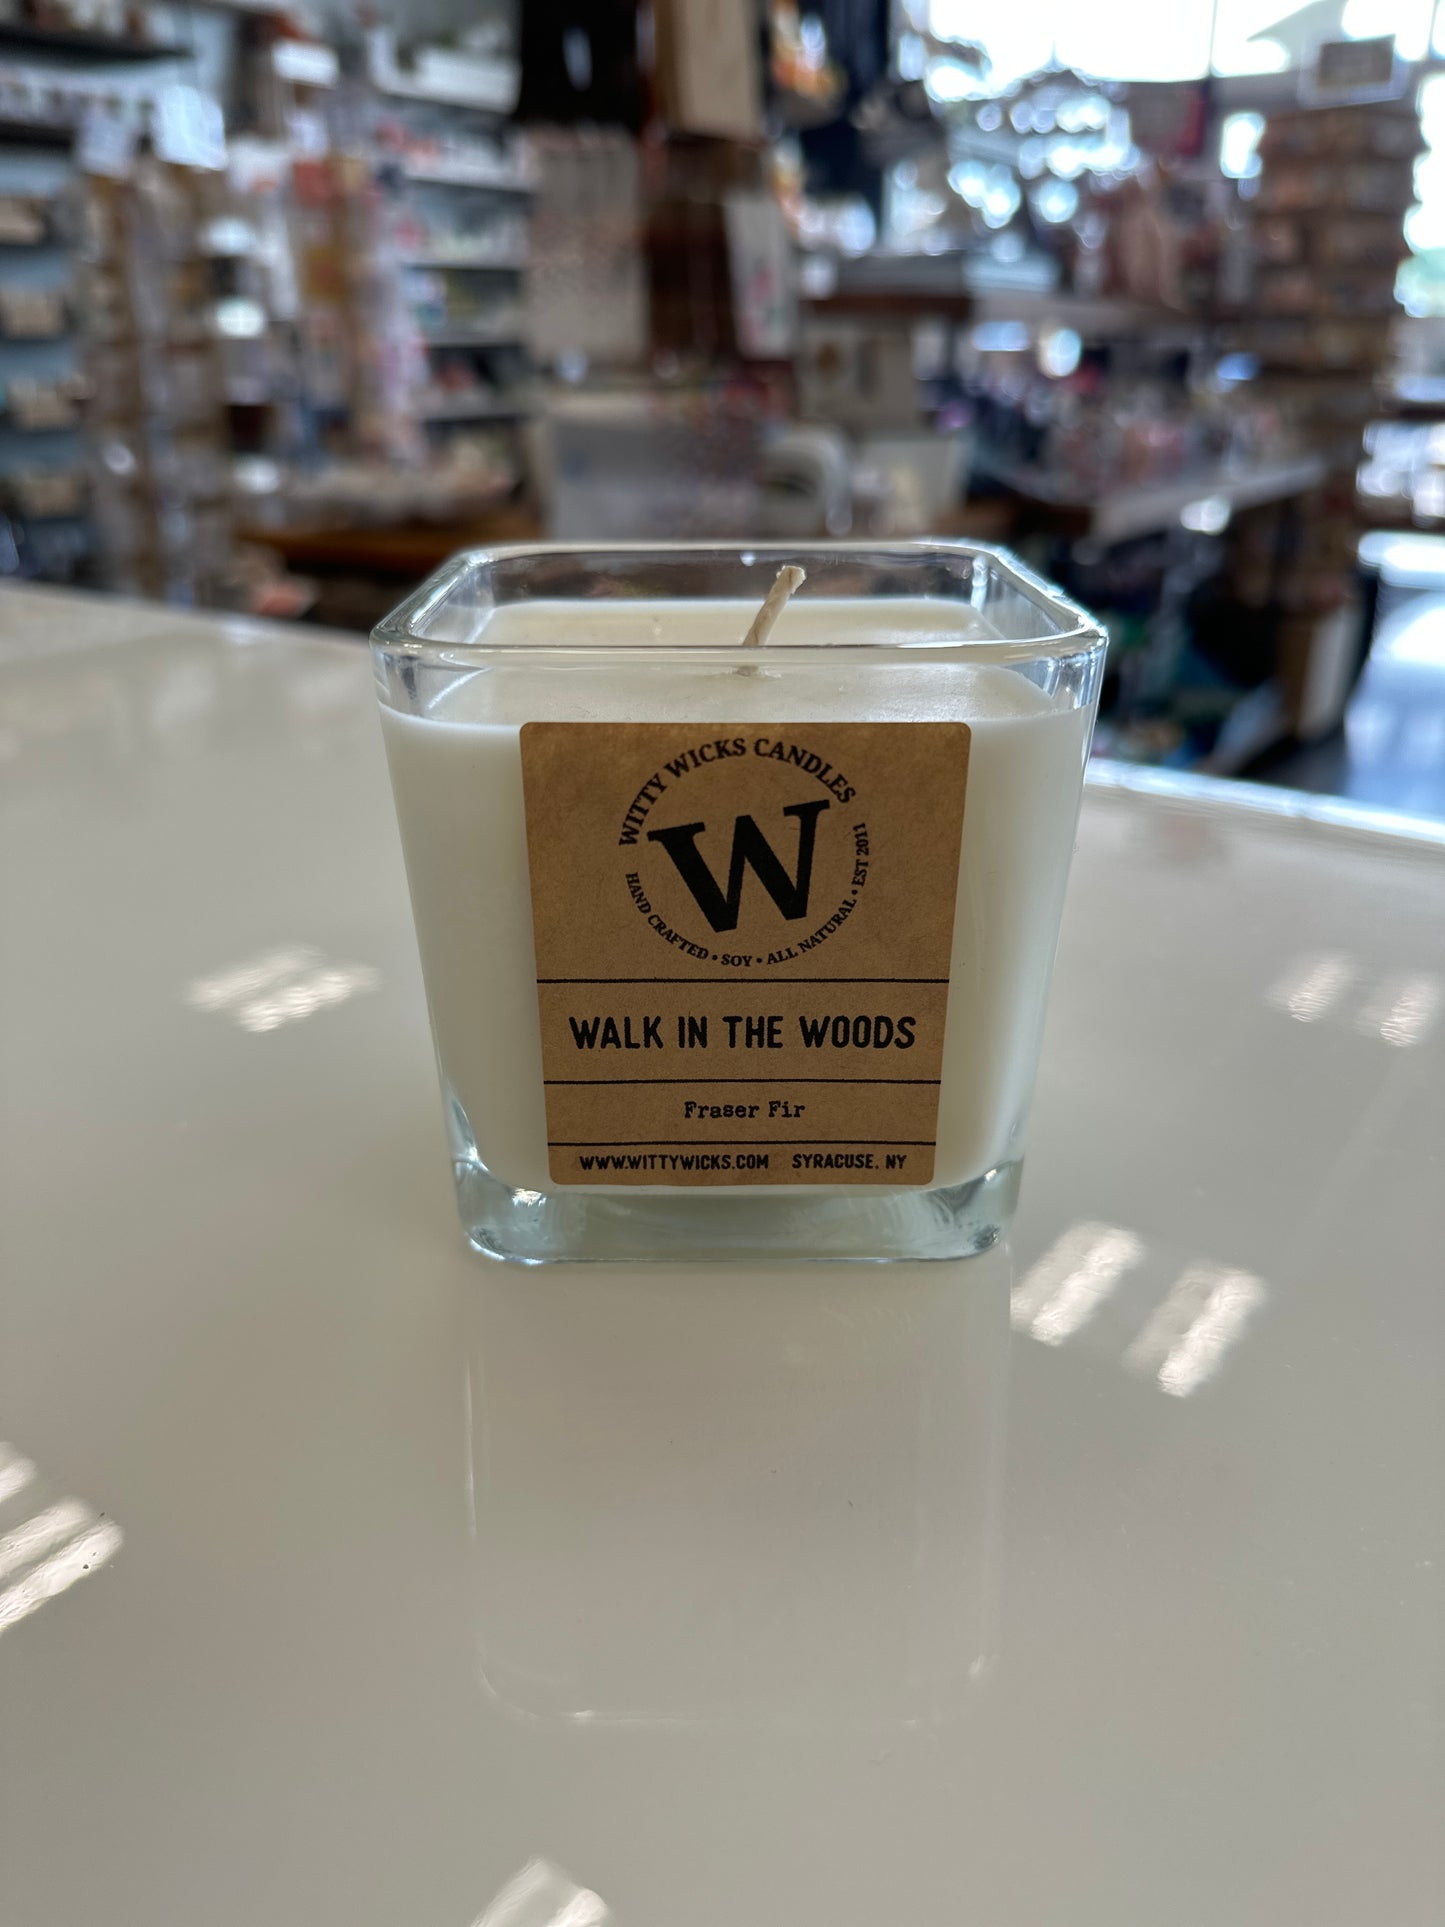 WITTY WICKS CANDLES
W
HAND CRAFTED • SOY • ALL NATURAL • EST 2011
WALK IN THE WOODS
Fraser Fir
WWW.WITTYWICKS.COM SYRACUSE, NY